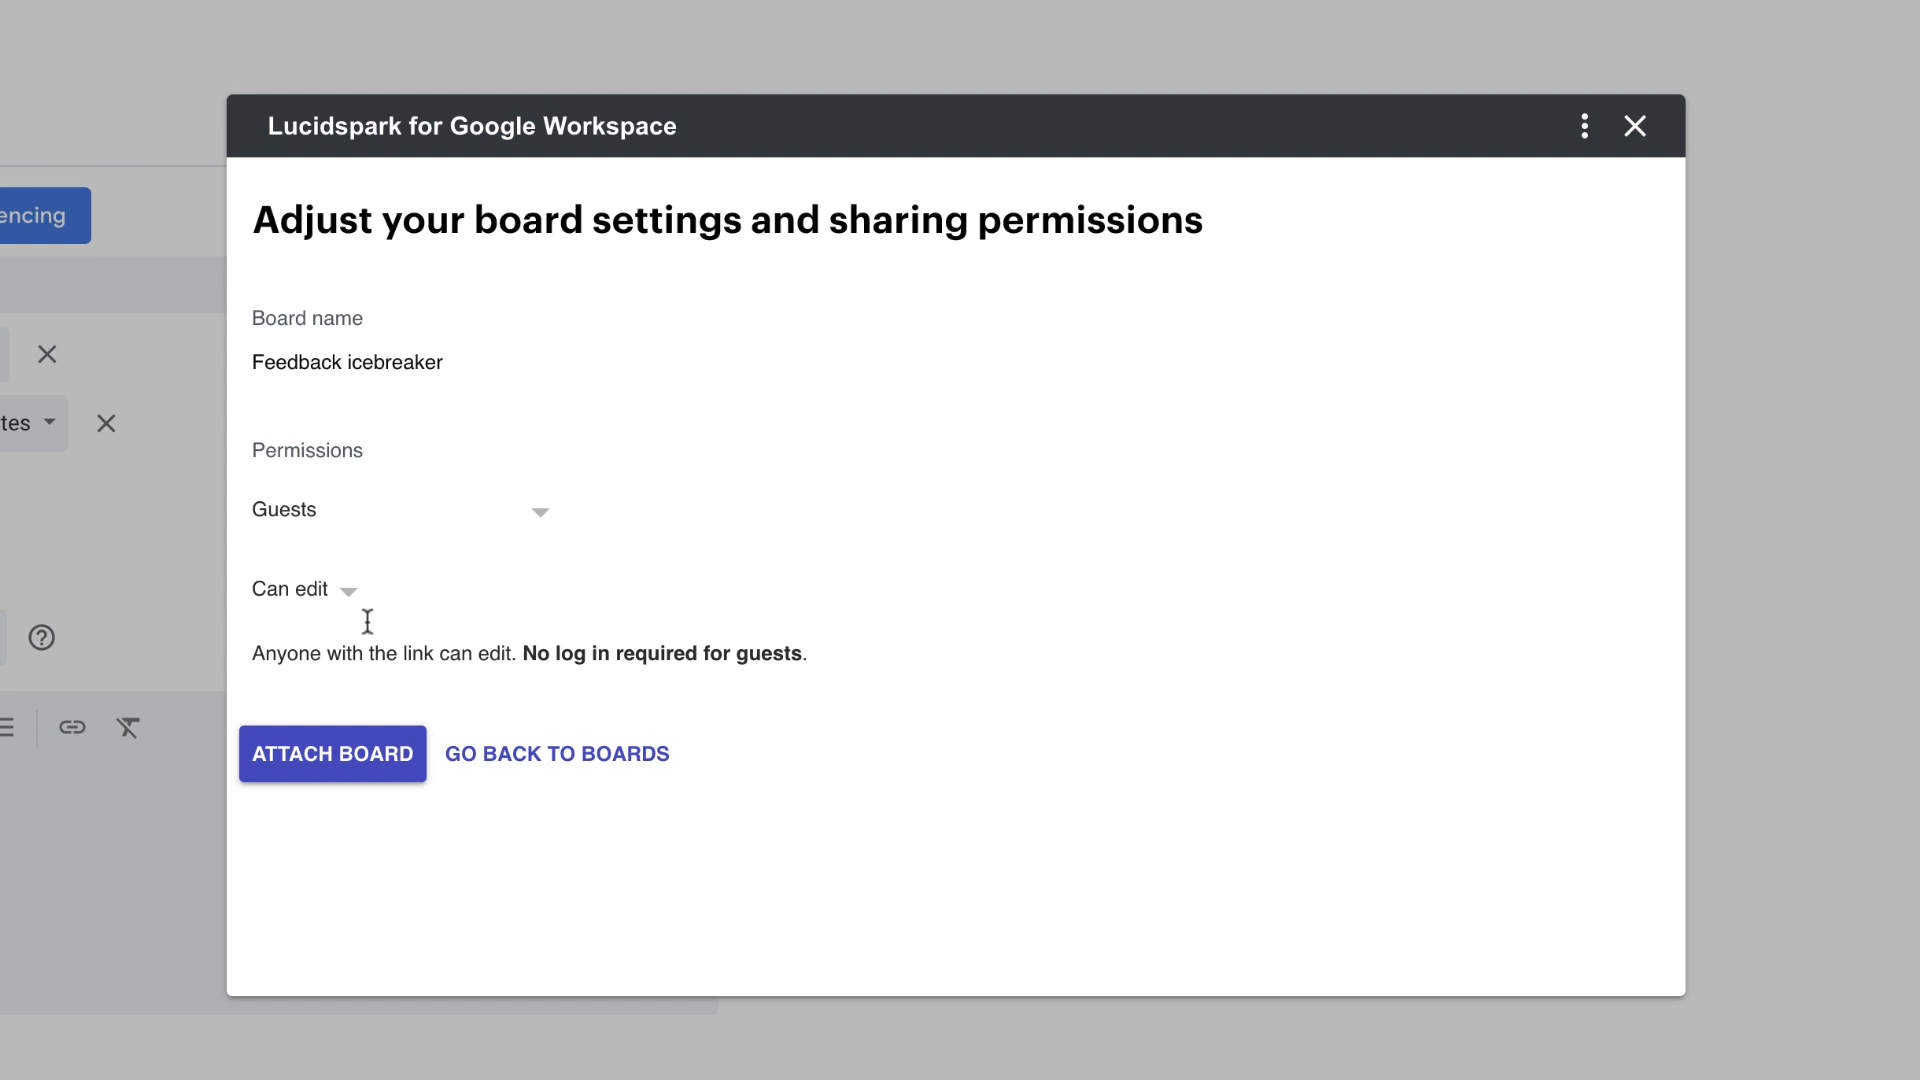 Lucidspark for Google Workspace
Adjust your board settings and sharing permissions
encing
Board name
Feedback icebreaker
tes
Permissions
Guests
Can edit
Anyone with the link can edit. No log in required for guests.
ATTACH BOARD GO BACK TO BOARDS